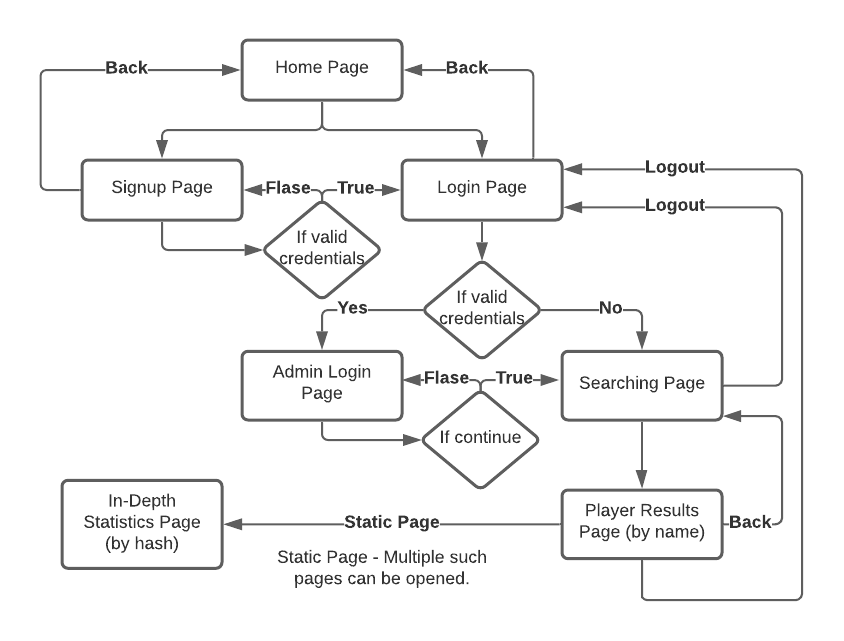 Home Page
Back
Back
Signup Page
Flase
True
Login Page
Logout
Logout
If valid
credentials
If valid
credentials
Yes
No
Admin Login
Page
Flase
True
Searching Page
If continue
In-Depth
Statistics Page
(by hash)
Static Page
Player Results
Page (by name)
Back
Static Page - Multiple such
pages can be opened.